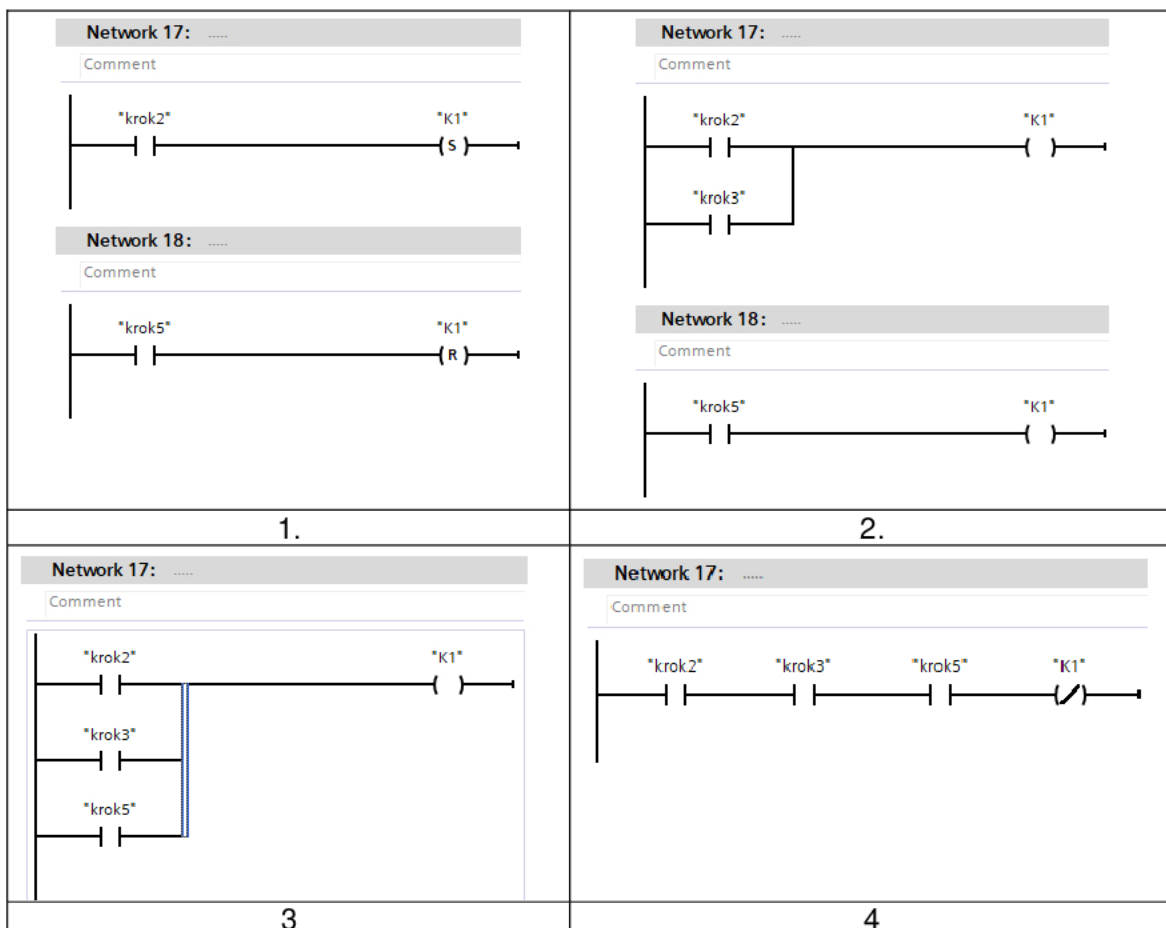 Network 17: .....
Comment
"krok2" "K1"
( S )
Network 18: .....
Comment
"krok5" "K1"
( R )
1.
Network 17: .....
Comment
"krok2" "K1"
"krok3"
Network 18: .....
Comment
"krok5" "K1"
2.
Network 17: .....
Comment
"krok2" "K1"
"krok3"
"krok5"
3
Network 17: .....
Comment
"krok2" "krok3" "krok5" "K1"
4